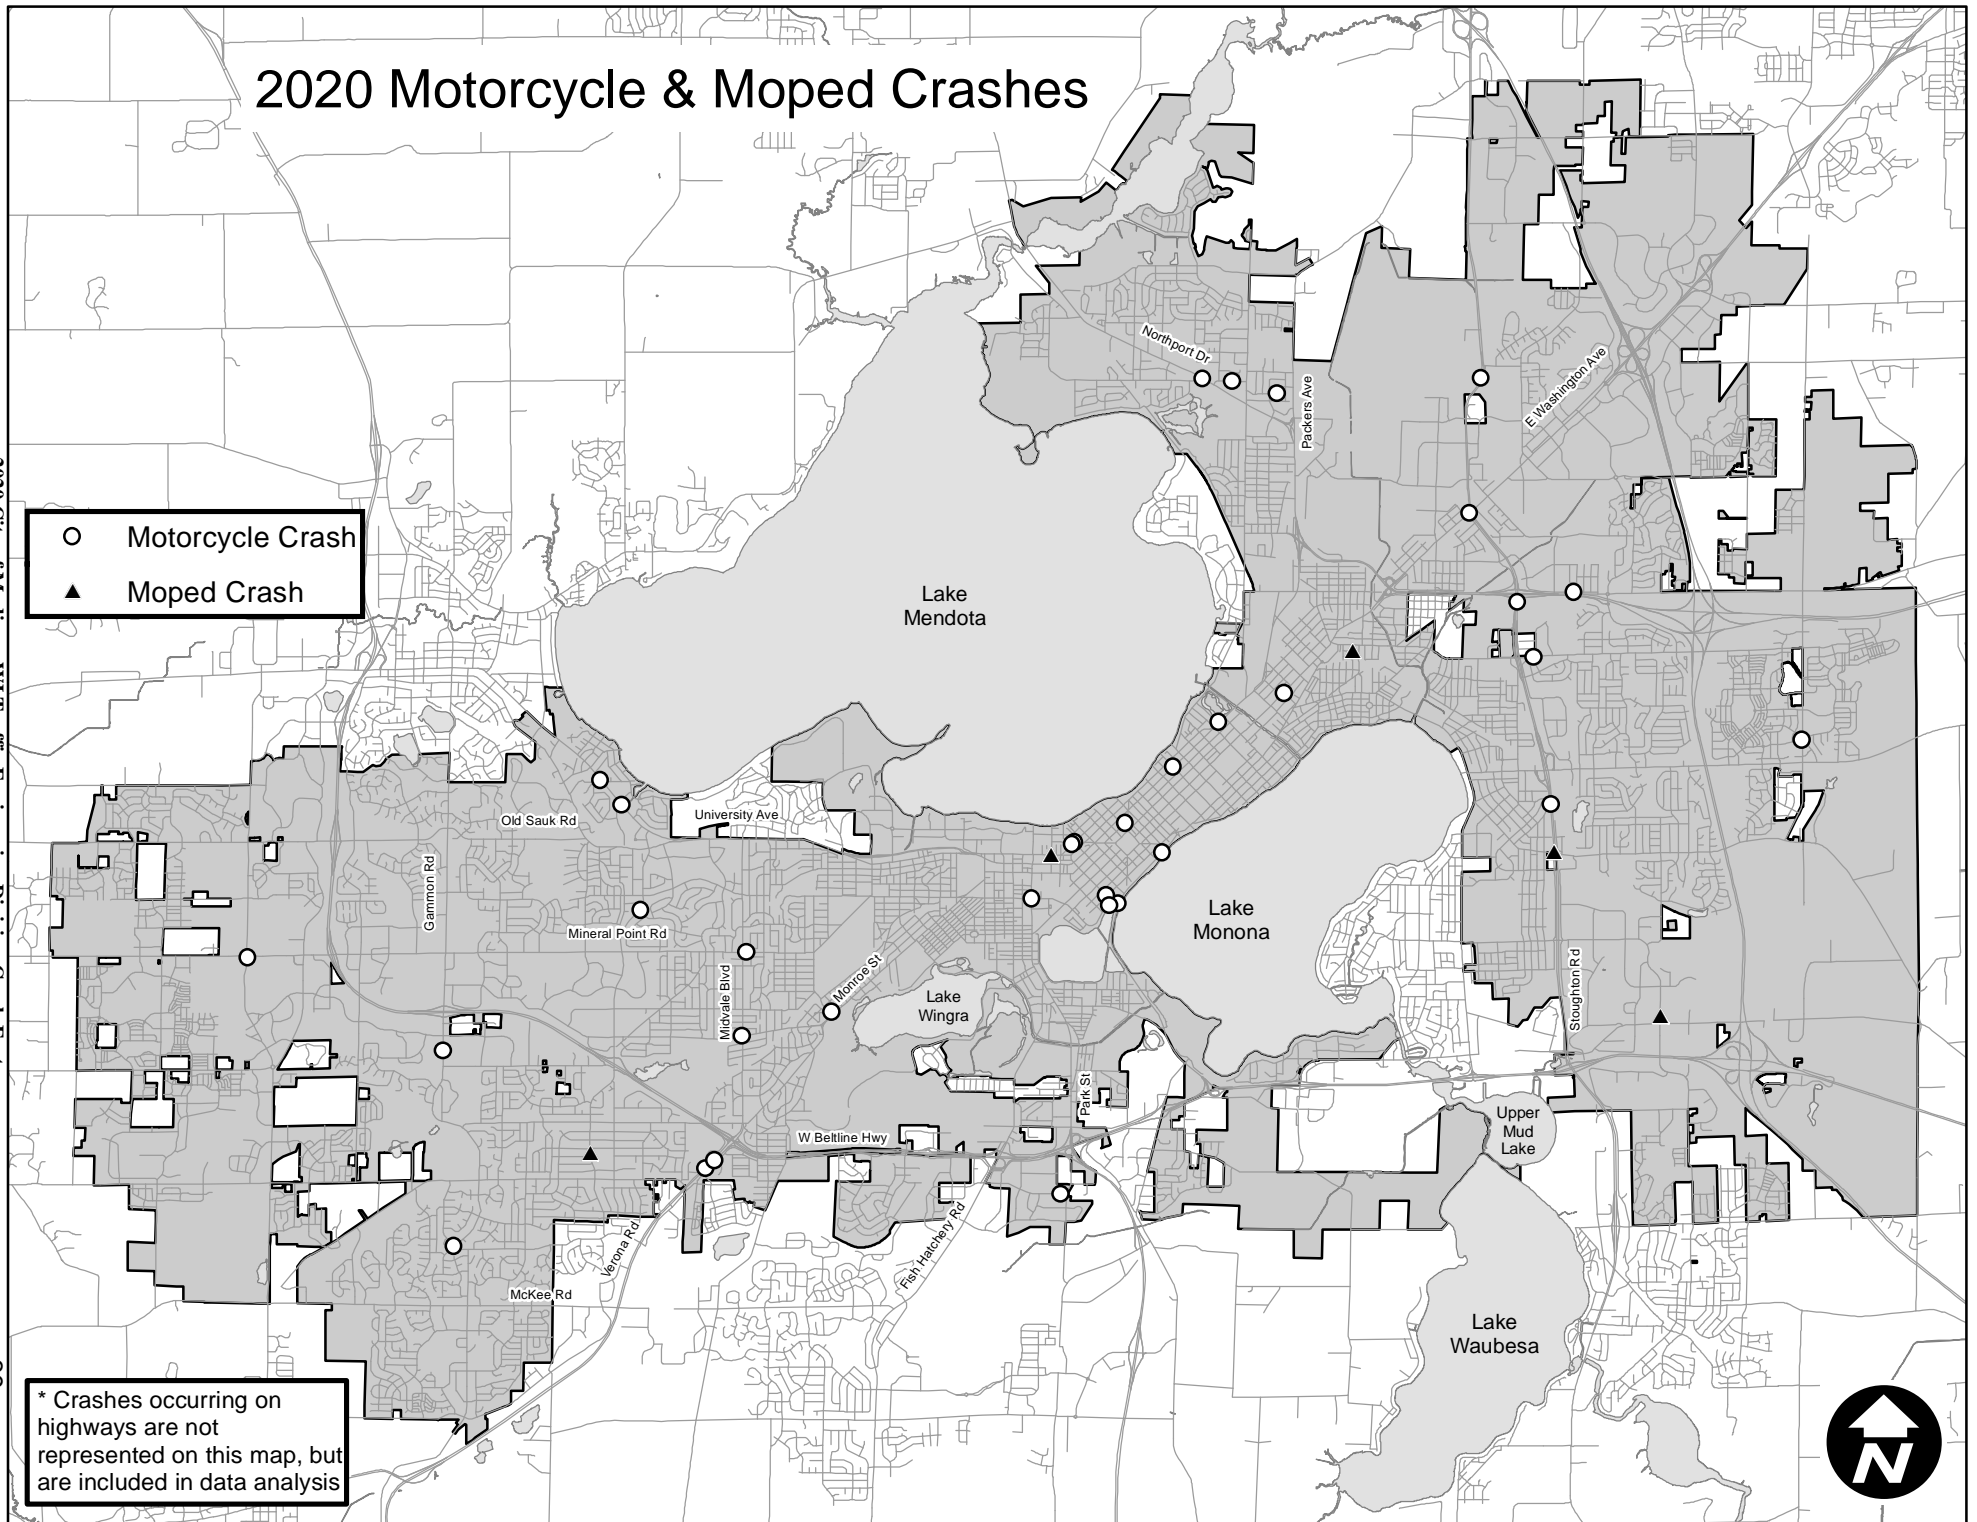 2020 Motorcycle & Moped Crashes
Northport Dr
Packers Ave
E Washington Ave
Motorcycle Crash
Moped Crash
Lake
Mendota
Old Sauk Rd
University Ave
Gammon Rd
Mineral Point Rd
Midvale Blvd
Monroe St
Lake
Wingra
Lake
Monona
Stoughton Rd
Park St
W Beltline Hwy
Upper
Mud
Lake
Verona Rd
Fish Hatchery Rd
McKee Rd
Lake
Waubesa
* Crashes occurring on
highways are not
represented on this map, but
are included in data analysis
N